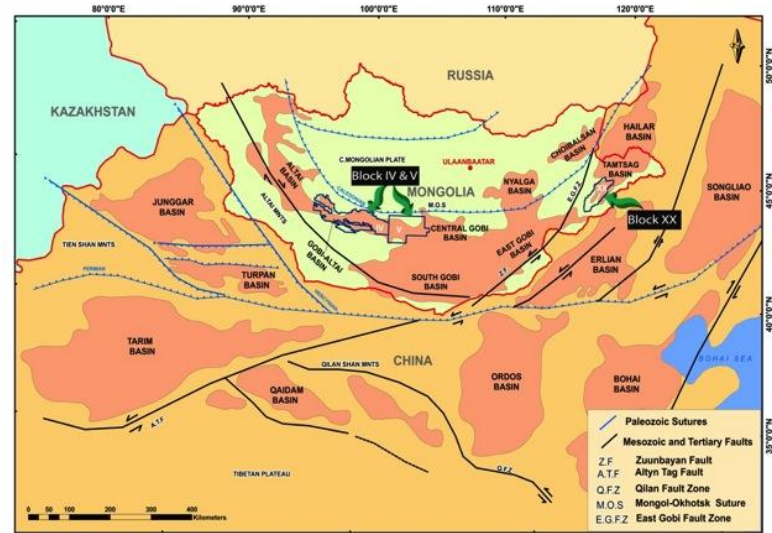 80°0'0"E
90°0'0"E
100°0'0"E
110°0'0"E
120°0'0"E
RUSSIA
KAZAKHSTAN
HAILAR
BASIN
CHOIBALSAN
BASIN
TAMTSAG
BASIN
C.MONGOLIAN PLATE
ULAANBAATAR
ALTAI
BASIN
Block IV & V
NYALGA
BASIN
MONGOLIA
E.G.F.Z
XX
SONGLIAO
BASIN
JUNGGAR
BASIN
ALTAI MNTS
M.O.S
Block XX
IV
V
CENTRAL GOBI
BASIN
TIEN SHAN MNTS
GOBI-ALTAI
BASIN
EAST GOBI
BASIN
ERLIAN
BASIN
TURPAN
BASIN
SOUTH GOBI
BASIN
Z.F
PERMIAN
TARIM
BASIN
CHINA
BOHAI SEA
QILAN SHAN MNTS
ORDOS
BASIN
BOHAI
BASIN
QAIDAM
BASIN
A.T.F
TIBETAN PLATEAU
Q.F.Z
Paleozoic Sutures
Mesozoic and Tertiary Faults
Z.F Zuunbayan Fault
A.T.F Altyn Tag Fault
Q.F.Z Qilan Fault Zone
M.O.S Mongol-Okhotsk Suture
E.G.F.Z East Gobi Fault Zone
0 50 100 200 300 400
Kilometers
50°0'0"N
45°0'0"N
40°0'0"N
35°0'0"N